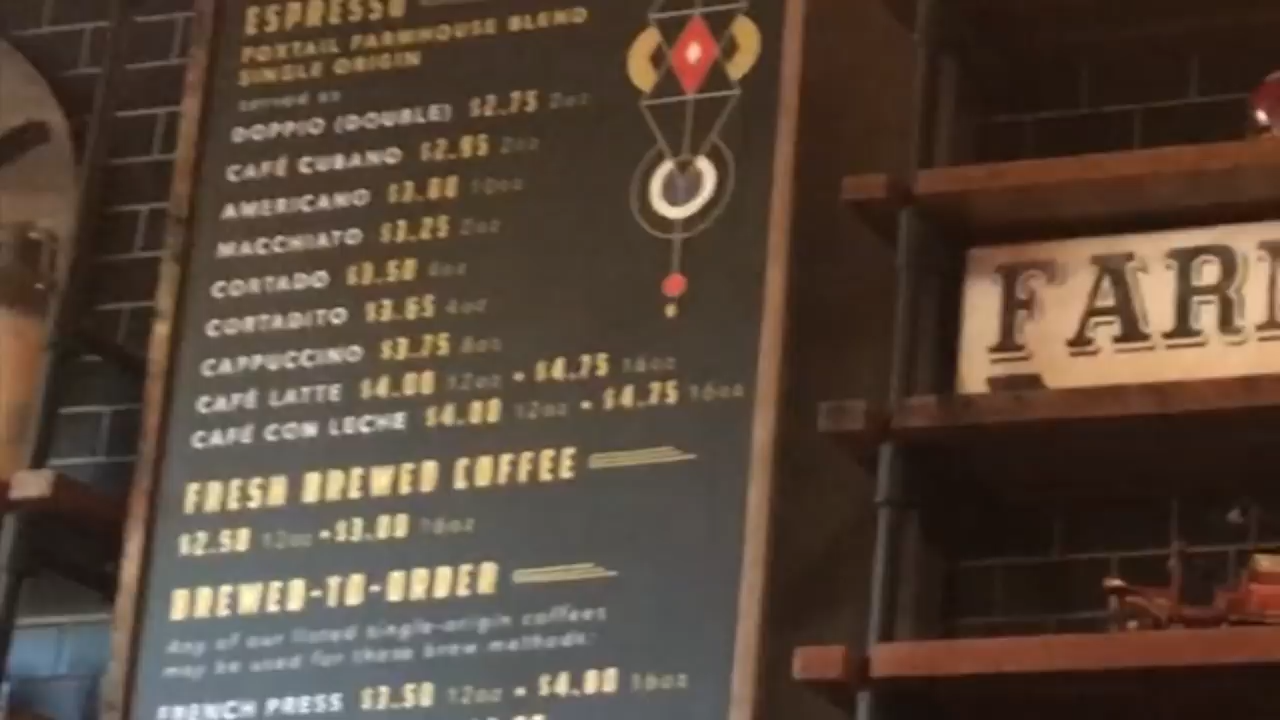 ESPRESSO
FOXTAIL FARMHOUSE BLEND
SINGLE ORIGIN
served as
DOPPIO (DOUBLE) $2.75 2oz
CAFÉ CUBANO $2.95 2oz
AMERICANO $3.00 10oz
MACCHIATO $3.25 2oz
CORTADO $3.50 4oz
CORTADITO $3.65 4oz
CAPPUCCINO $3.75 8oz
CAFÉ LATTE $4.00 12oz - $4.75 16oz
CAFÉ CON LECHE $4.00 12oz - $4.75 16oz
FRESH BREWED COFFEE
$2.50 12oz - $3.00 16oz
BREWED-TO-ORDER
Any of our listed single-origin coffees
may be used for these brew methods:
FRENCH PRESS $3.50 12oz - $4.00 16oz
FAR